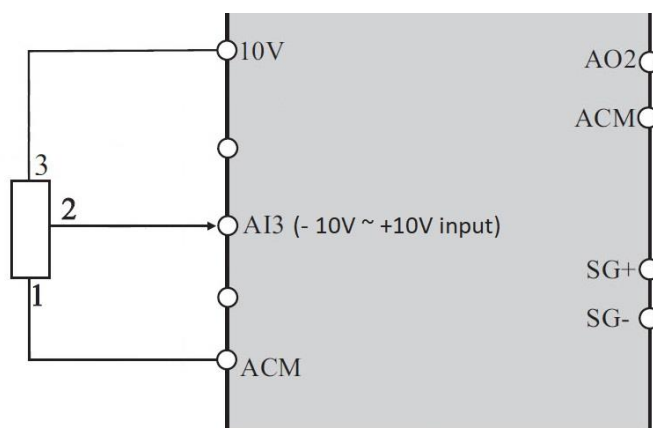 10V
AO2
ACM
3
2
AI3 (- 10V ~ +10V input)
1
SG+
SG-
ACM